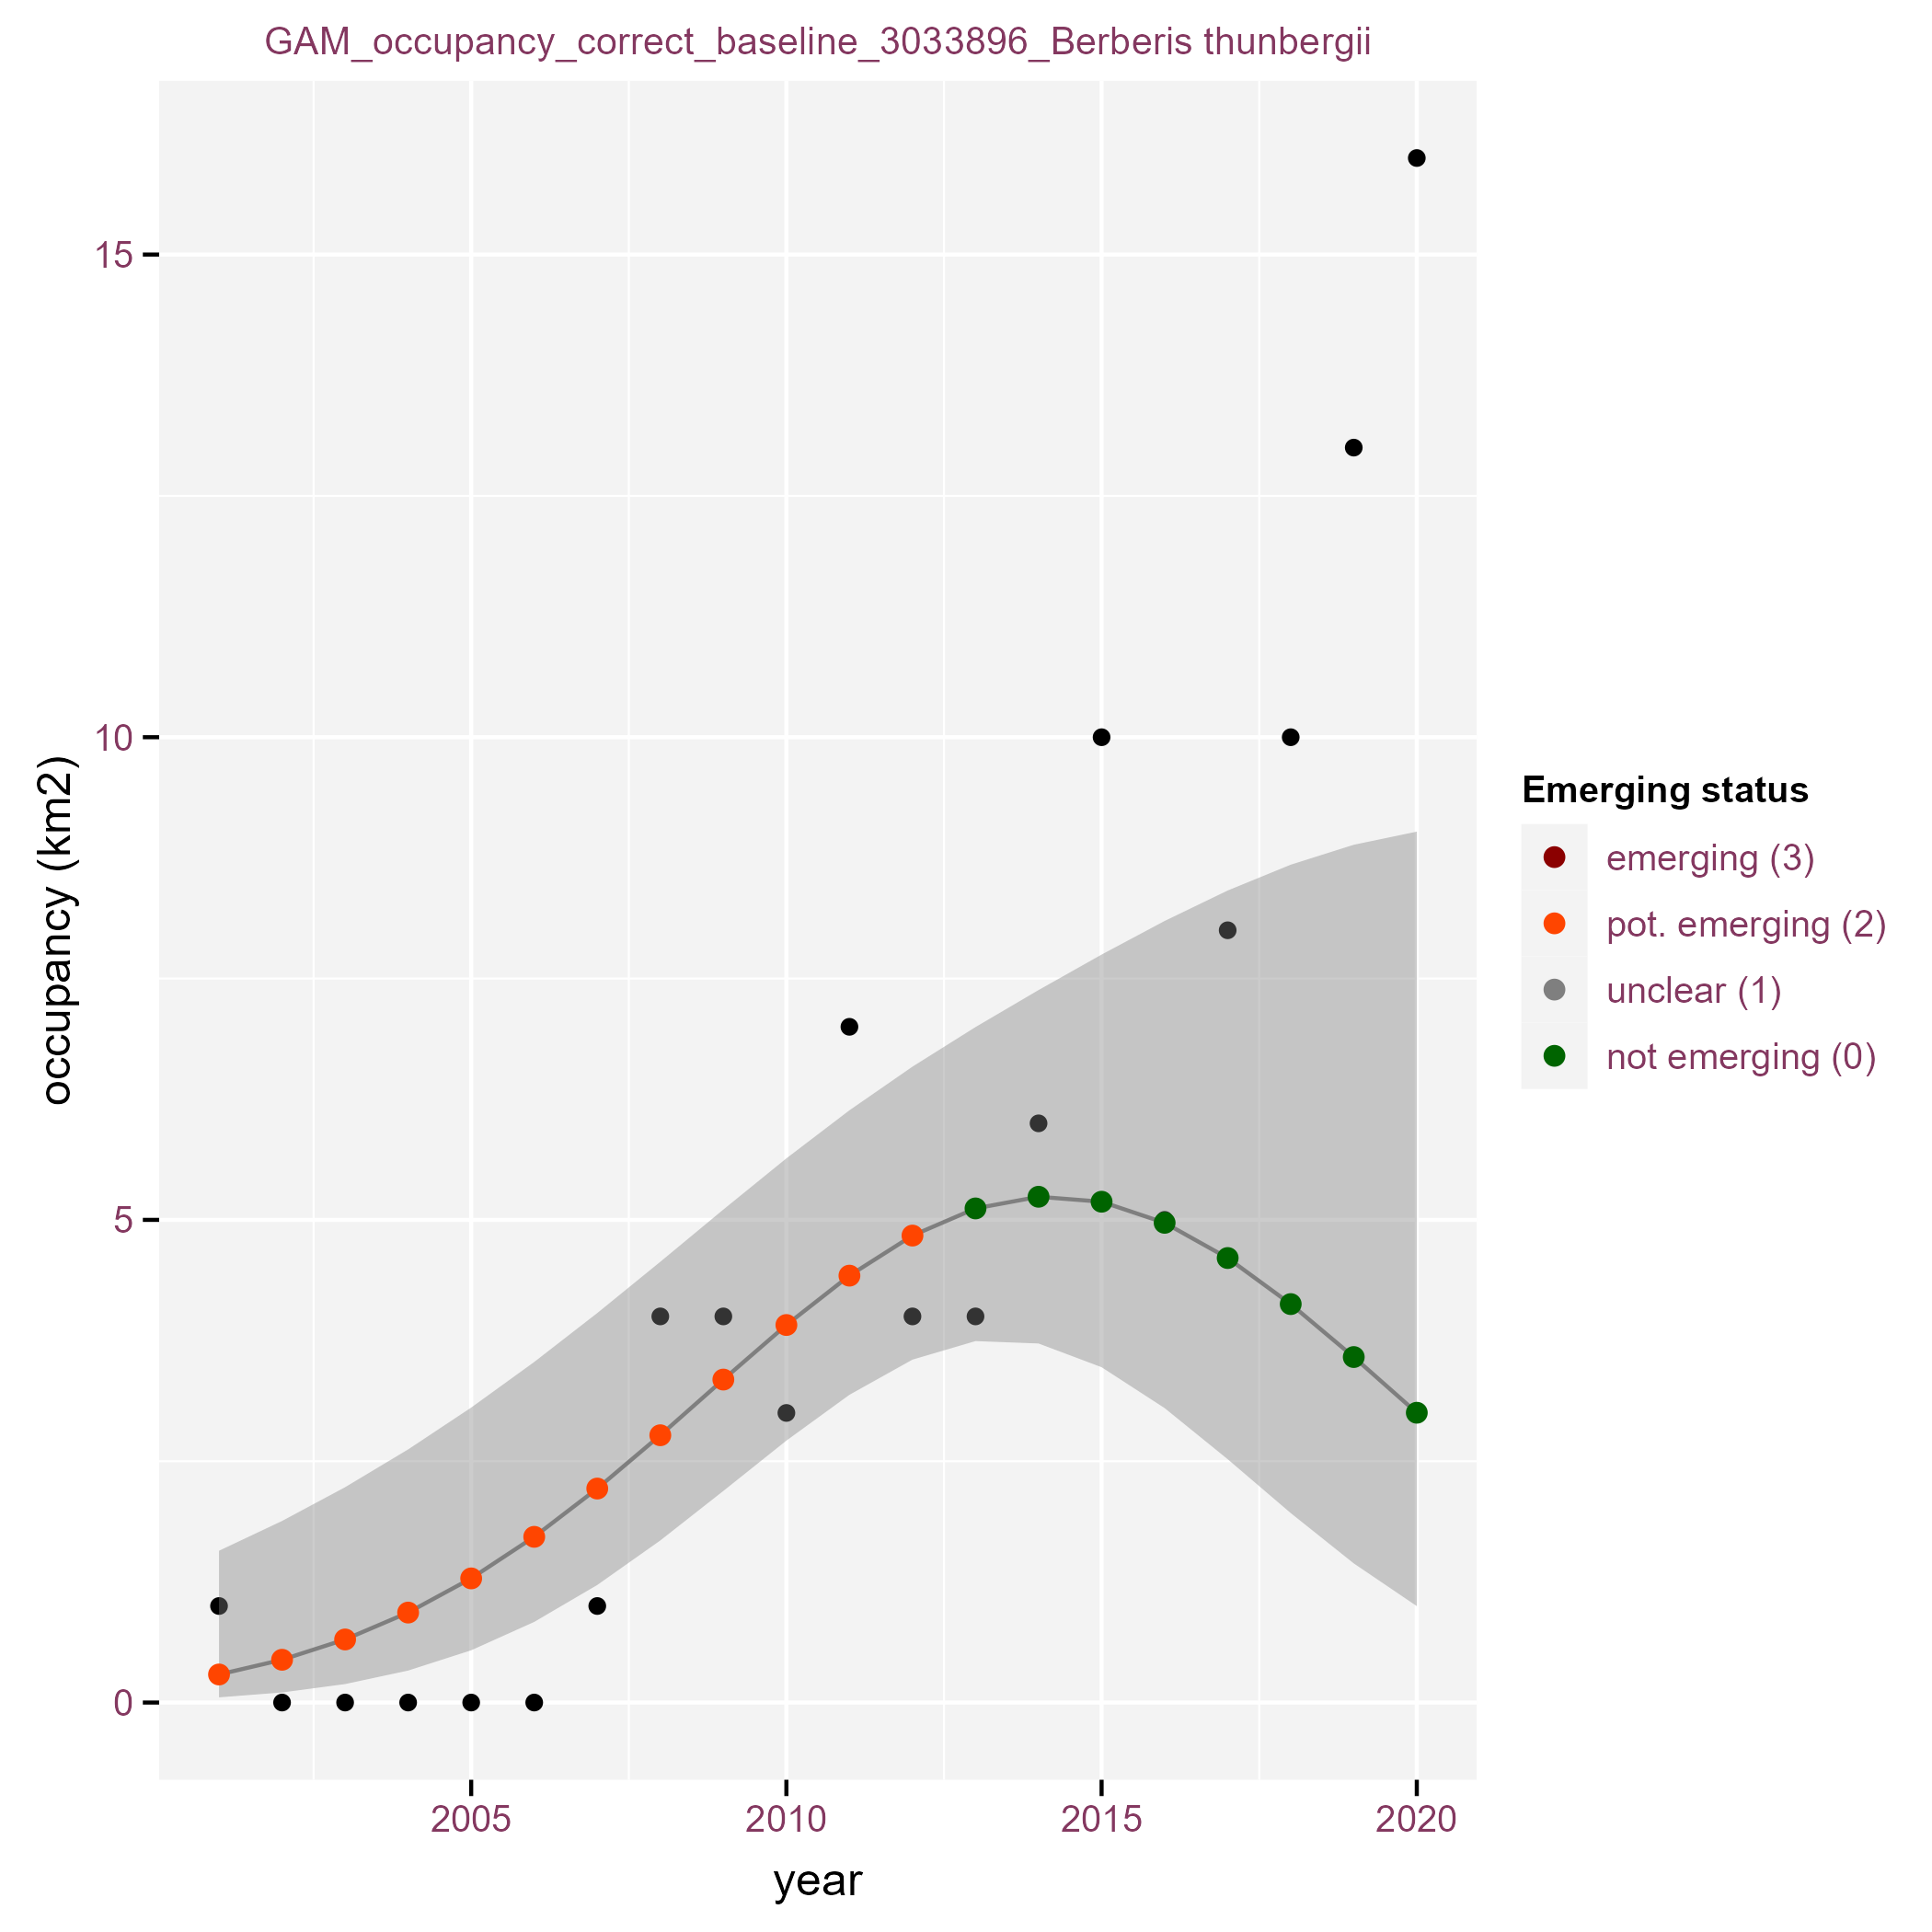 GAM_occupancy_correct_baseline_3033896_Berberis thunbergii
occupancy (km2)
15
10
5
0
2005
2010
2015
2020
year
Emerging status
emerging (3)
pot. emerging (2)
unclear (1)
not emerging (0)